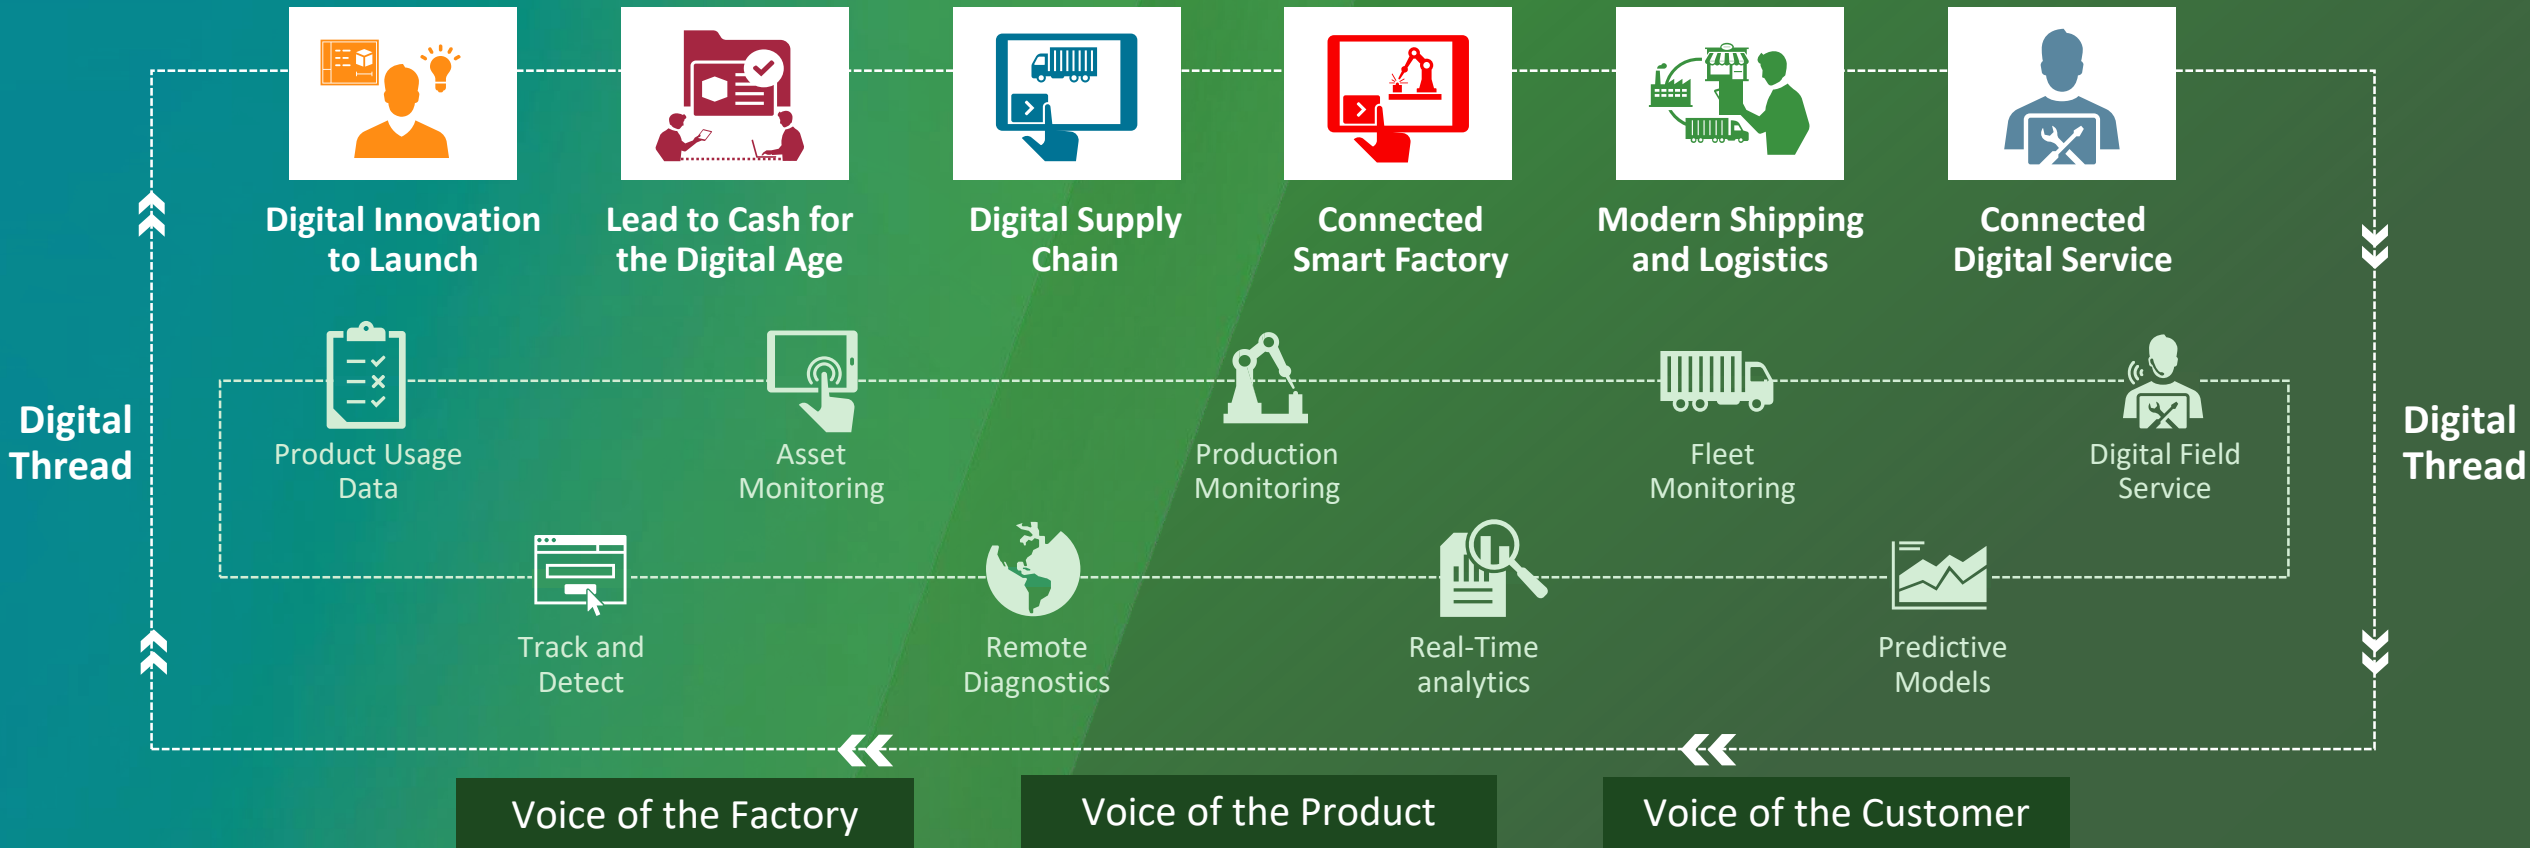 Digital Innovation
to Launch
Lead to Cash for
the Digital Age
Digital Supply
Chain
Connected
Smart Factory
Modern Shipping
and Logistics
Connected
Digital Service
Digital
Thread
Product Usage
Data
Asset
Monitoring
Production
Monitoring
Fleet
Monitoring
Digital Field
Service
Digital
Thread
Track and
Detect
Remote
Diagnostics
Real-Time
analytics
Predictive
Models
Voice of the Factory
Voice of the Product
Voice of the Customer